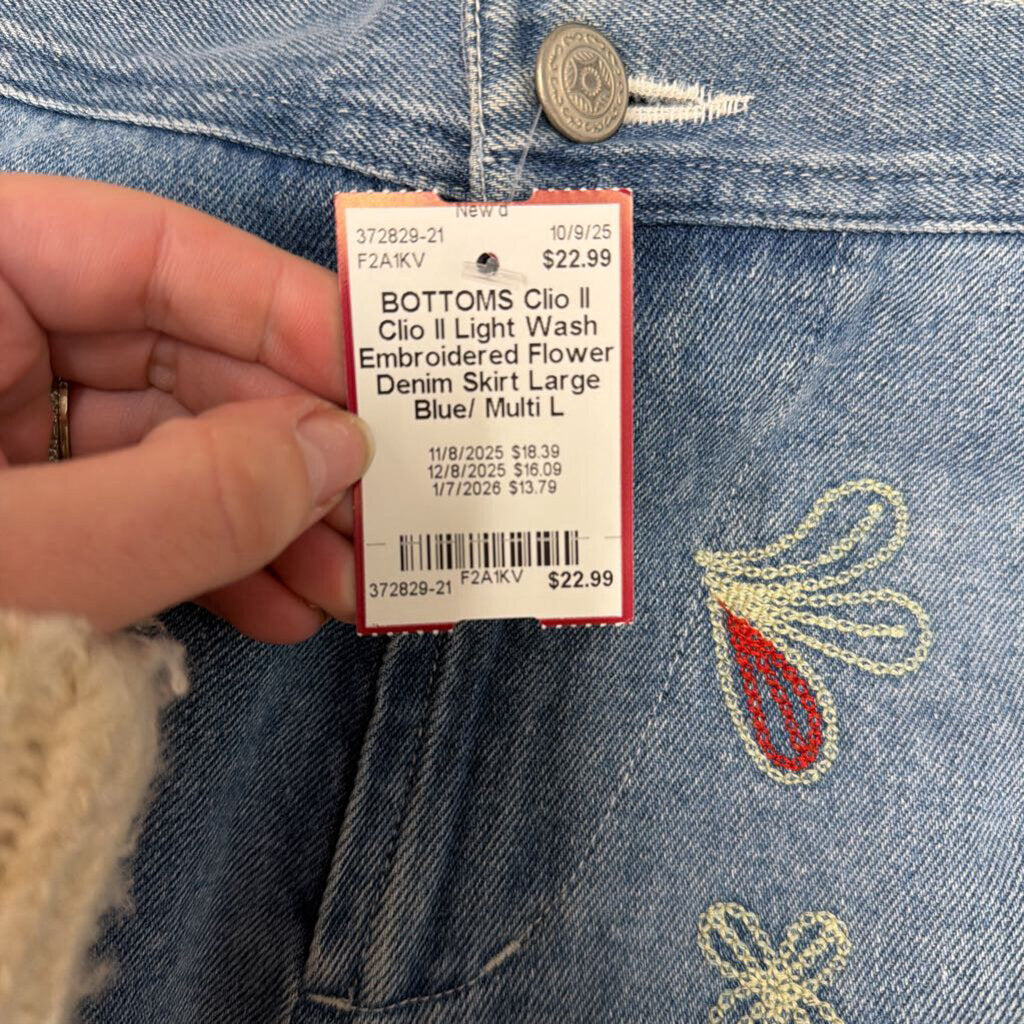 New d
372829-21 10/9/25
F2A1KV $22.99
BOTTOMS Clio II
Clio II Light Wash
Embroidered Flower
Denim Skirt Large
Blue/ Multi L
11/8/2025 $18.39
12/8/2025 $16.09
1/7/2026 $13.79
372829-21 F2A1KV $22.99